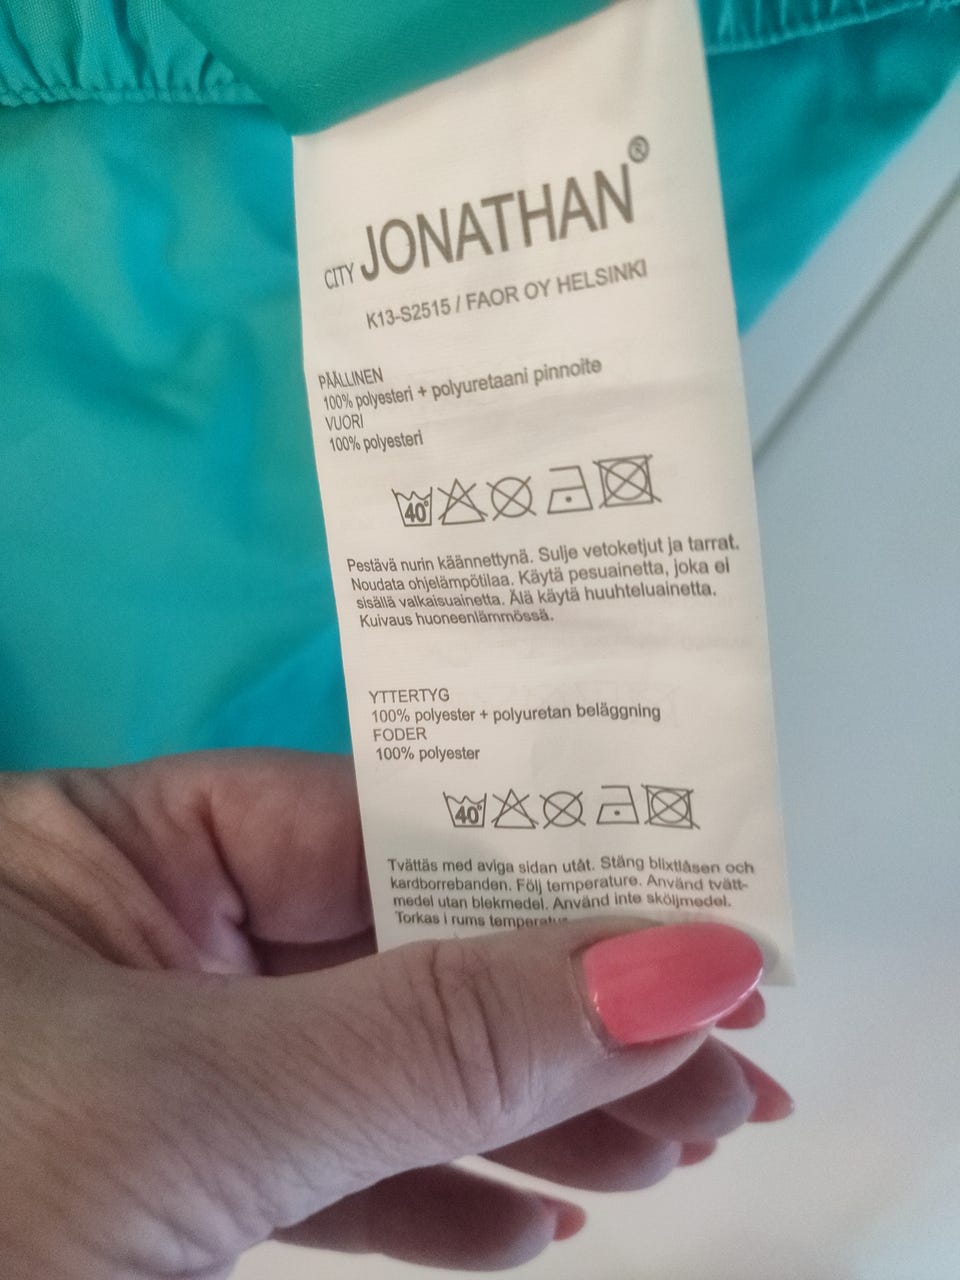 CITY JONATHAN®
K13-S2515 / FAOR OY HELSINKI
PÄÄLLINEN
100% polyesteri + polyuretaani pinnoite
VUORI
100% polyesteri
40°
Pestävä nurin käännettynä. Sulje vetoketjut ja tarrat.
Noudata ohjelämpötilaa. Käytä pesuainetta, joka ei
sisällä valkaisuainetta. Älä käytä huuhteluainetta.
Kuivaus huoneenlämmössä.
YTTERTYG
100% polyester + polyuretan beläggning
FODER
100% polyester
40°
Tvättäs med aviga sidan utåt. Stäng blixtlåsen och
kardborrebanden. Följ temperature. Använd tvätt-
medel utan blekmedel. Använd inte sköljmedel.
Torkas i rums